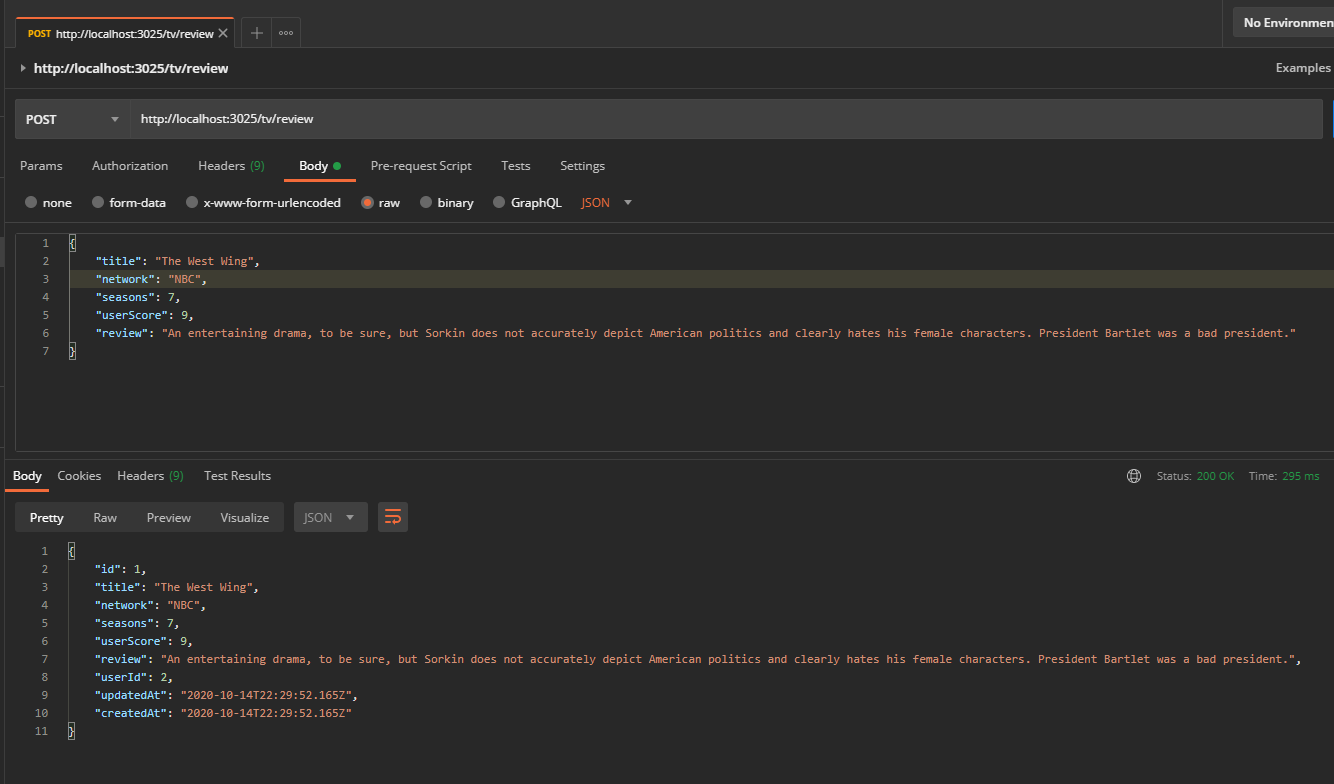 POST http://localhost:3025/tv/review
No Environmen
http://localhost:3025/tv/review
Examples
POST http://localhost:3025/tv/review
Params Authorization Headers (9) Body Pre-request Script Tests Settings
none form-data x-www-form-urlencoded raw binary GraphQL JSON
1 {
2 "title": "The West Wing",
3 "network": "NBC",
4 "seasons": 7,
5 "userScore": 9,
6 "review": "An entertaining drama, to be sure, but Sorkin does not accurately depict American politics and clearly hates his female characters. President Bartlet was a bad president."
7 }
Body Cookies Headers (9) Test Results Status: 200 OK Time: 295 ms
Pretty Raw Preview Visualize JSON
1 {
2 "id": 1,
3 "title": "The West Wing",
4 "network": "NBC",
5 "seasons": 7,
6 "userScore": 9,
7 "review": "An entertaining drama, to be sure, but Sorkin does not accurately depict American politics and clearly hates his female characters. President Bartlet was a bad president.",
8 "userId": 2,
9 "updatedAt": "2020-10-14T22:29:52.165Z",
10 "createdAt": "2020-10-14T22:29:52.165Z"
11 }